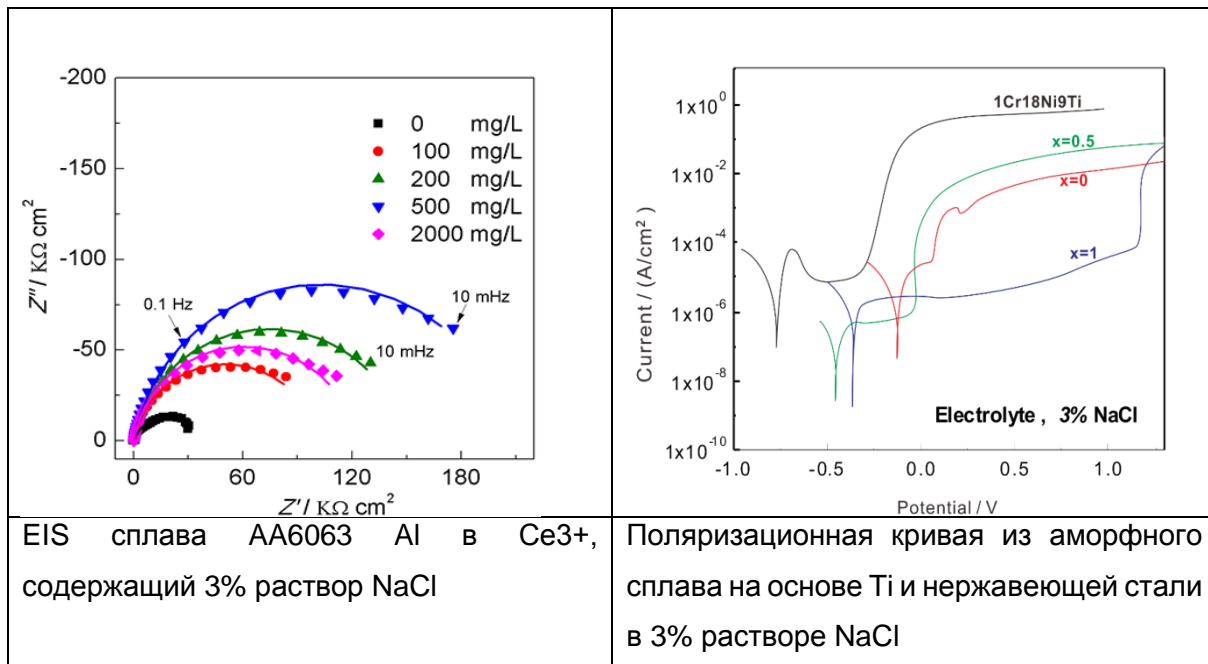 -200
-150
-100
-50
0
Z''/ KΩ cm²
0 mg/L
100 mg/L
200 mg/L
500 mg/L
2000 mg/L
0.1 Hz
10 mHz
10 mHz
0 60 120 180
Z'/ KΩ cm²
1x10⁰
1x10⁻²
1x10⁻⁴
1x10⁻⁶
1x10⁻⁸
1x10⁻¹⁰
Current / (A/cm²)
1Cr18Ni9Ti
x=0.5
x=0
x=1
Electrolyte , 3% NaCl
-1.0 -0.5 0.0 0.5 1.0
Potential / V
EIS сплава AA6063 Al в Ce3+,
содержащий 3% раствор NaCl
Поляризационная кривая из аморфного
сплава на основе Ti и нержавеющей стали
в 3% растворе NaCl